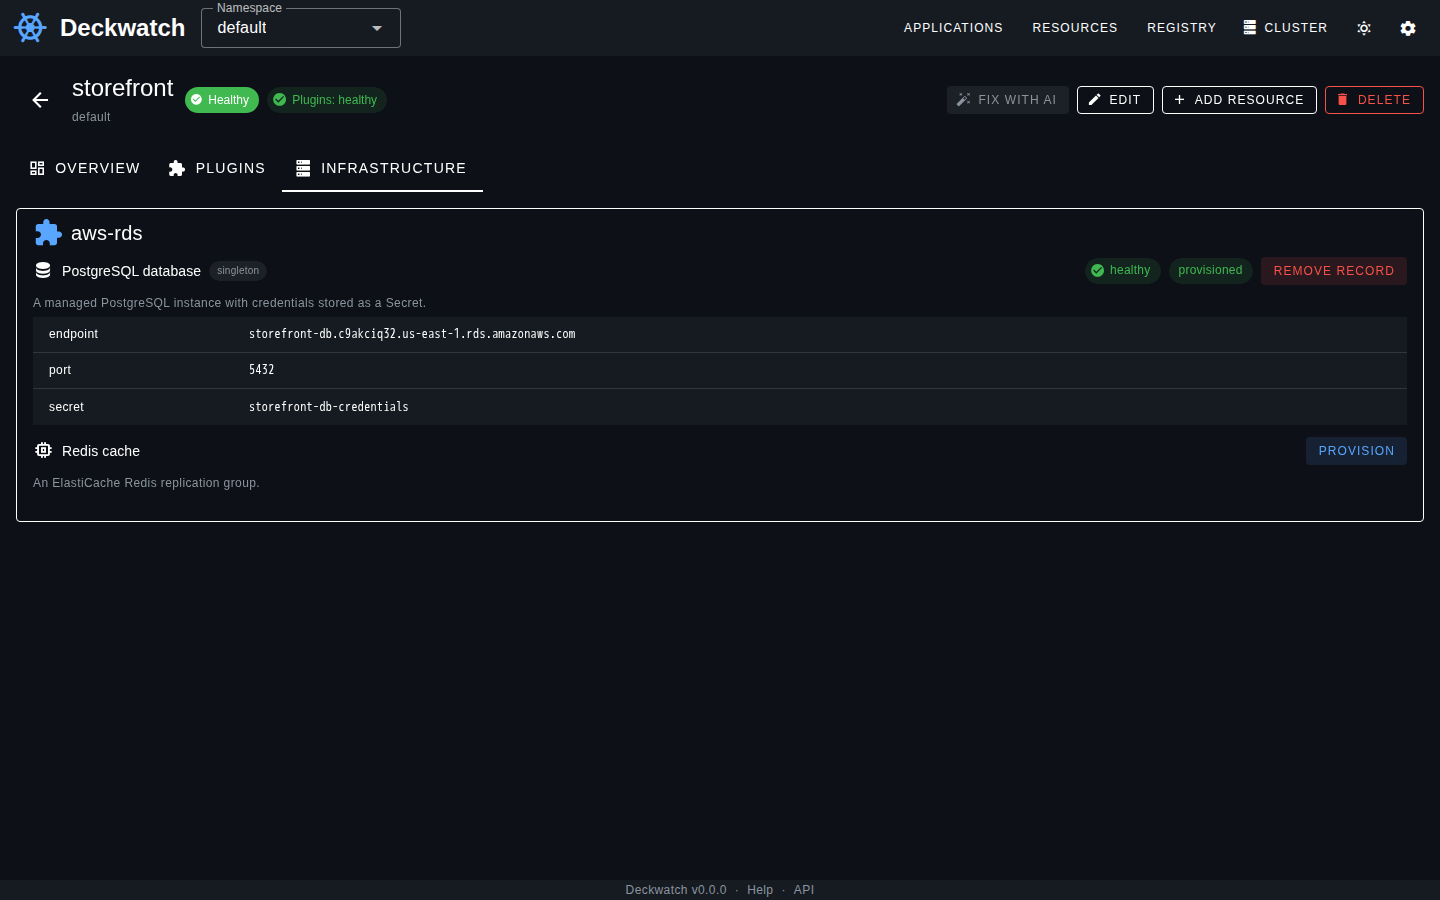 Deckwatch
Namespace
default
APPLICATIONS
RESOURCES
REGISTRY
CLUSTER
storefront
default
Healthy
Plugins: healthy
FIX WITH AI
EDIT
ADD RESOURCE
DELETE
OVERVIEW
PLUGINS
INFRASTRUCTURE
aws-rds
PostgreSQL database
singleton
healthy
provisioned
REMOVE RECORD
A managed PostgreSQL instance with credentials stored as a Secret.
endpoint storefront-db.c9akciq32.us-east-1.rds.amazonaws.com
port 5432
secret storefront-db-credentials
Redis cache
PROVISION
An ElastiCache Redis replication group.
Deckwatch v0.0.0 · Help · API